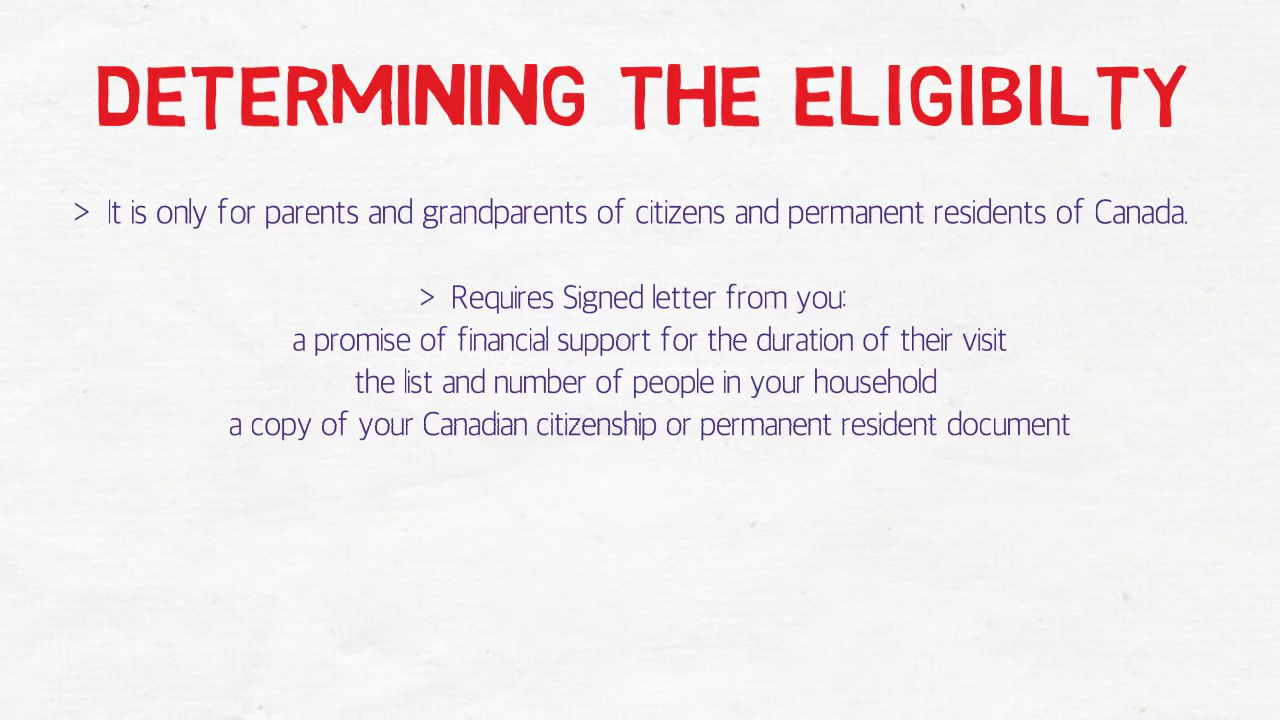 DETERMINING THE ELIGIBILTY
> It is only for parents and grandparents of citizens and permanent residents of Canada.
> Requires Signed letter from you:
a promise of financial support for the duration of their visit
the list and number of people in your household
a copy of your Canadian citizenship or permanent resident document